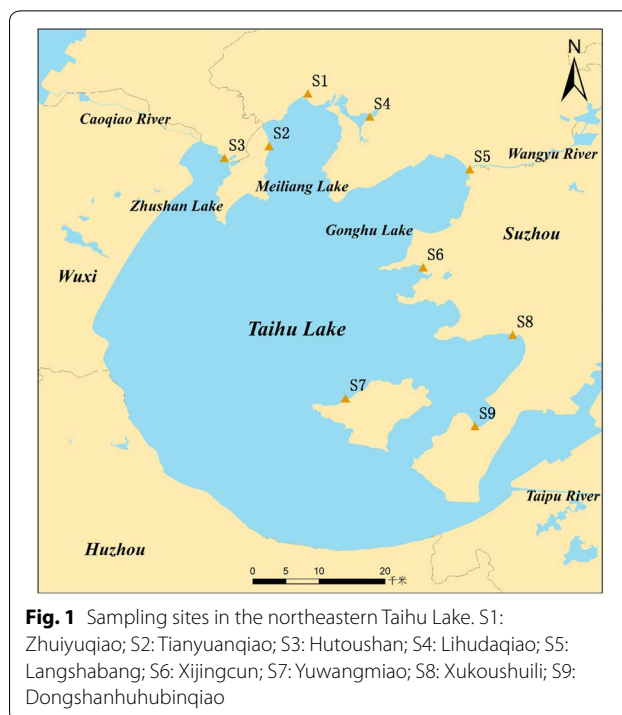 N
S1
S4
Caoqiao River
S2
S3
Wangyu River
S5
Meiliang Lake
Zhushan Lake
Gonghu Lake
Suzhou
S6
Wuxi
Taihu Lake
S8
S7
S9
Taipu River
Huzhou
0 5 10 20
千米
Fig. 1 Sampling sites in the northeastern Taihu Lake. S1:
Zhuiyuqiao; S2: Tianyuanqiao; S3: Hutoushan; S4: Lihudaqiao; S5:
Langshabang; S6: Xijingcun; S7: Yuwangmiao; S8: Xukoushuili; S9:
Dongshanhuhubinqiao